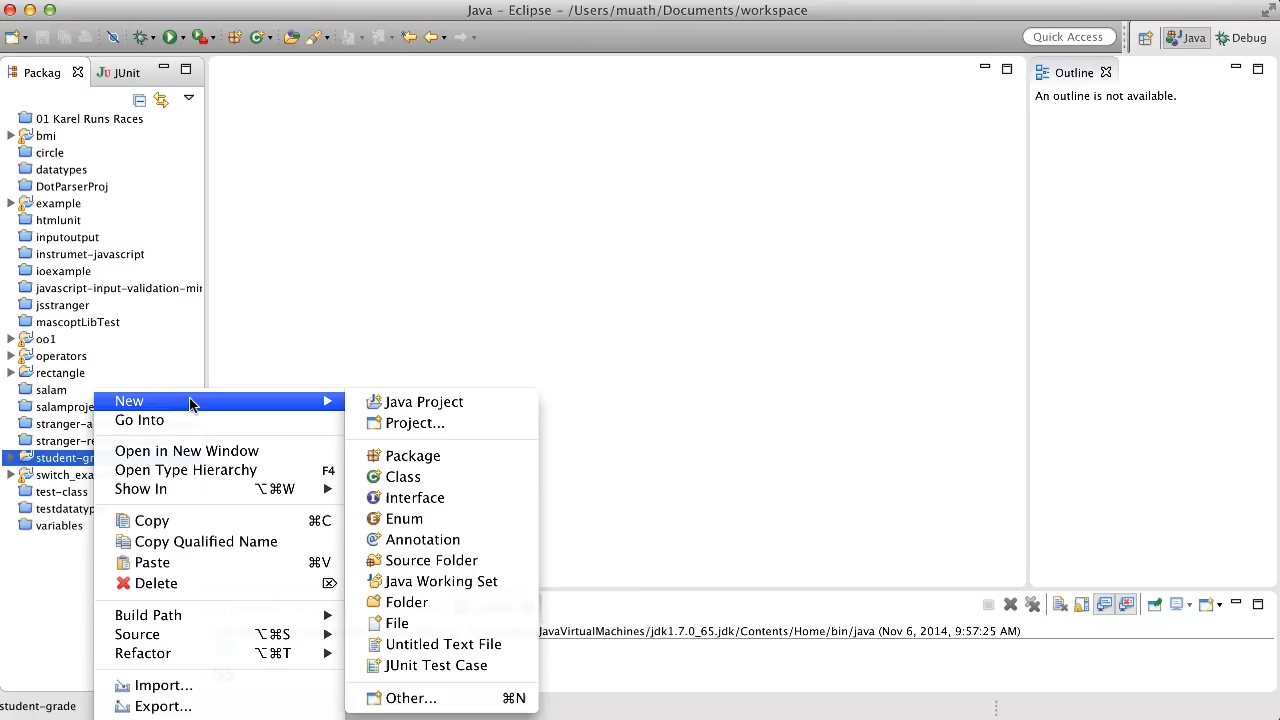 Java - Eclipse - /Users/muath/Documents/workspace
Quick Access
Java
Debug
Packag
JUnit
Outline
An outline is not available.
01 Karel Runs Races
bmi
circle
datatypes
DotParserProj
example
htmlunit
inputoutput
instrumet-javascript
ioexample
javascript-input-validation-mir
jsstranger
mascoptLibTest
oo1
operators
rectangle
salam
salamproje
stranger-a
stranger-re
student-gr
switch_exa
test-class
testdatatyp
variables
New
Go Into
Open in New Window
Open Type Hierarchy F4
Show In ⌥⌘W
Copy ⌘C
Copy Qualified Name
Paste ⌘V
Delete ⌦
Build Path
Source ⌥⌘S
Refactor ⌥⌘T
Import...
Export...
Java Project
Project...
Package
Class
Interface
Enum
Annotation
Source Folder
Java Working Set
Folder
File
Untitled Text File
JUnit Test Case
Other... ⌘N
JavaVirtualMachines/jdk1.7.0_65.jdk/Contents/Home/bin/java (Nov 6, 2014, 9:57:25 AM)
student-grade